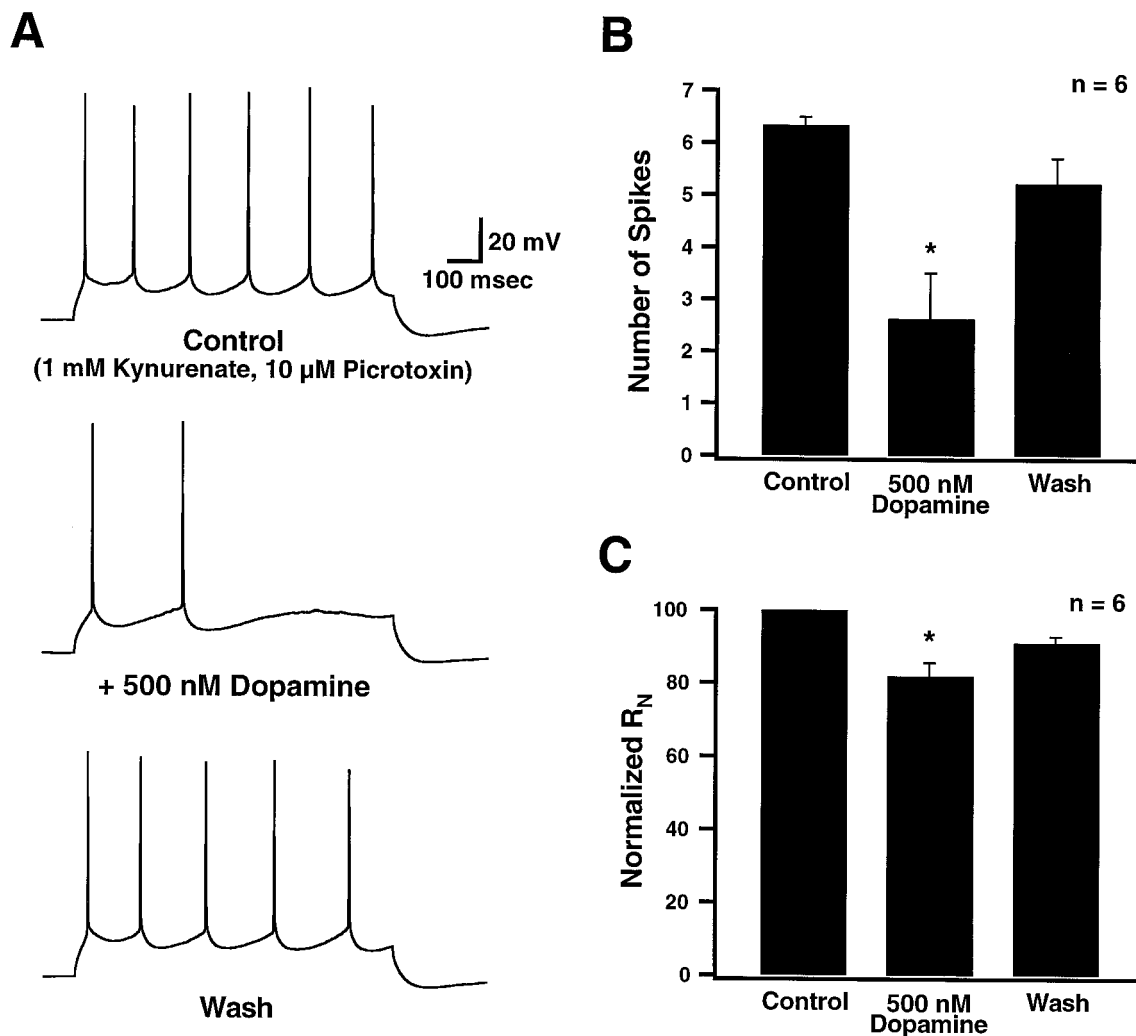 A
20 mV
100 msec
Control
(1 mM Kynurenate, 10 µM Picrotoxin)
+ 500 nM Dopamine
Wash
B
n = 6
Number of Spikes
7
6
5
4
3
2
1
0
*
Control
500 nM
Dopamine
Wash
C
n = 6
Normalized RN
100
80
60
40
20
0
*
Control
500 nM
Dopamine
Wash